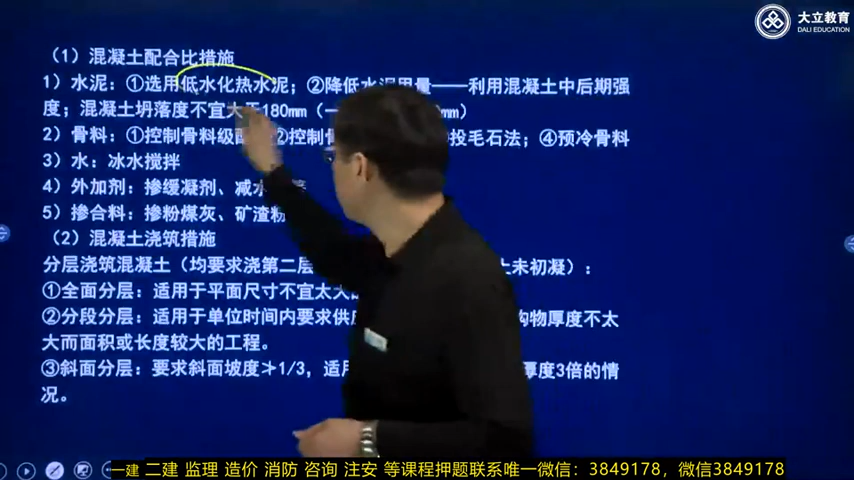 大立教育
DALI EDUCATION
（1）混凝土配合比措施
1）水泥：①选用低水化热水泥；②降低水泥用量——利用混凝土中后期强
度；混凝土坍落度不宜大于180mm（一 mm）
2）骨料：①控制骨料级配 ②控制骨 投毛石法；④预冷骨料
3）水：冰水搅拌
4）外加剂：掺缓凝剂、减水
5）掺合料：掺粉煤灰、矿渣粉
（2）混凝土浇筑措施
分层浇筑混凝土（均要求浇第二层 土未初凝）：
①全面分层：适用于平面尺寸不宜太大
②分段分层：适用于单位时间内要求供应 构物厚度不太
大而面积或长度较大的工程。
③斜面分层：要求斜面坡度≯1/3，适用 厚度3倍的情
况。
一建 二建 监理 造价 消防 咨询 注安 等课程押题联系唯一微信：3849178，微信3849178